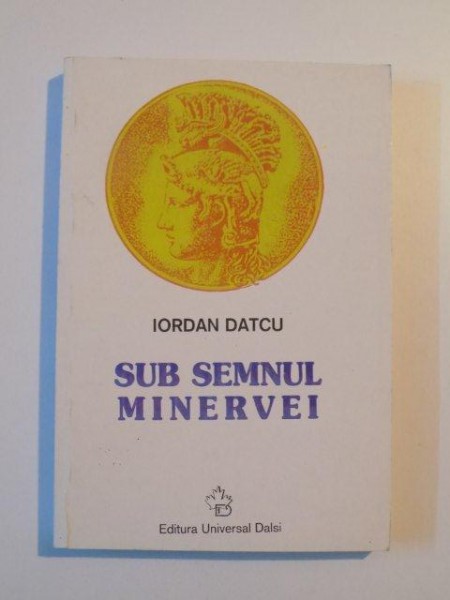 IORDAN DATCU
SUB SEMNUL
MINERVEI
Editura Universal Dalsi